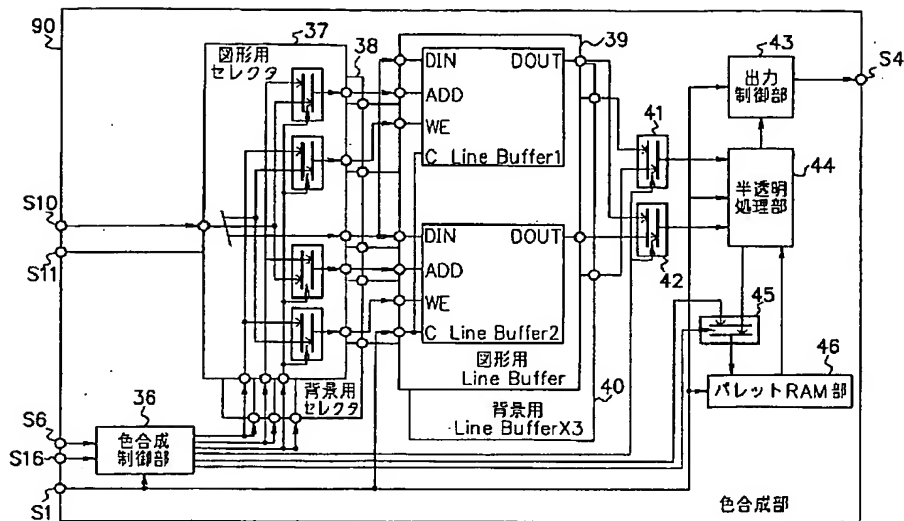 90
37
図形用
セレクタ
38
39
DIN
DOUT
ADD
WE
C Line Buffer1
43
出力
制御部
S4
41
44
半透明
処理部
S10
S11
DIN
DOUT
ADD
WE
C Line Buffer2
42
45
図形用
Line Buffer
46
パレットRAM部
背景用
セレクタ
40
背景用
Line BufferX3
36
S6
色合成
制御部
S16
S1
色合成部